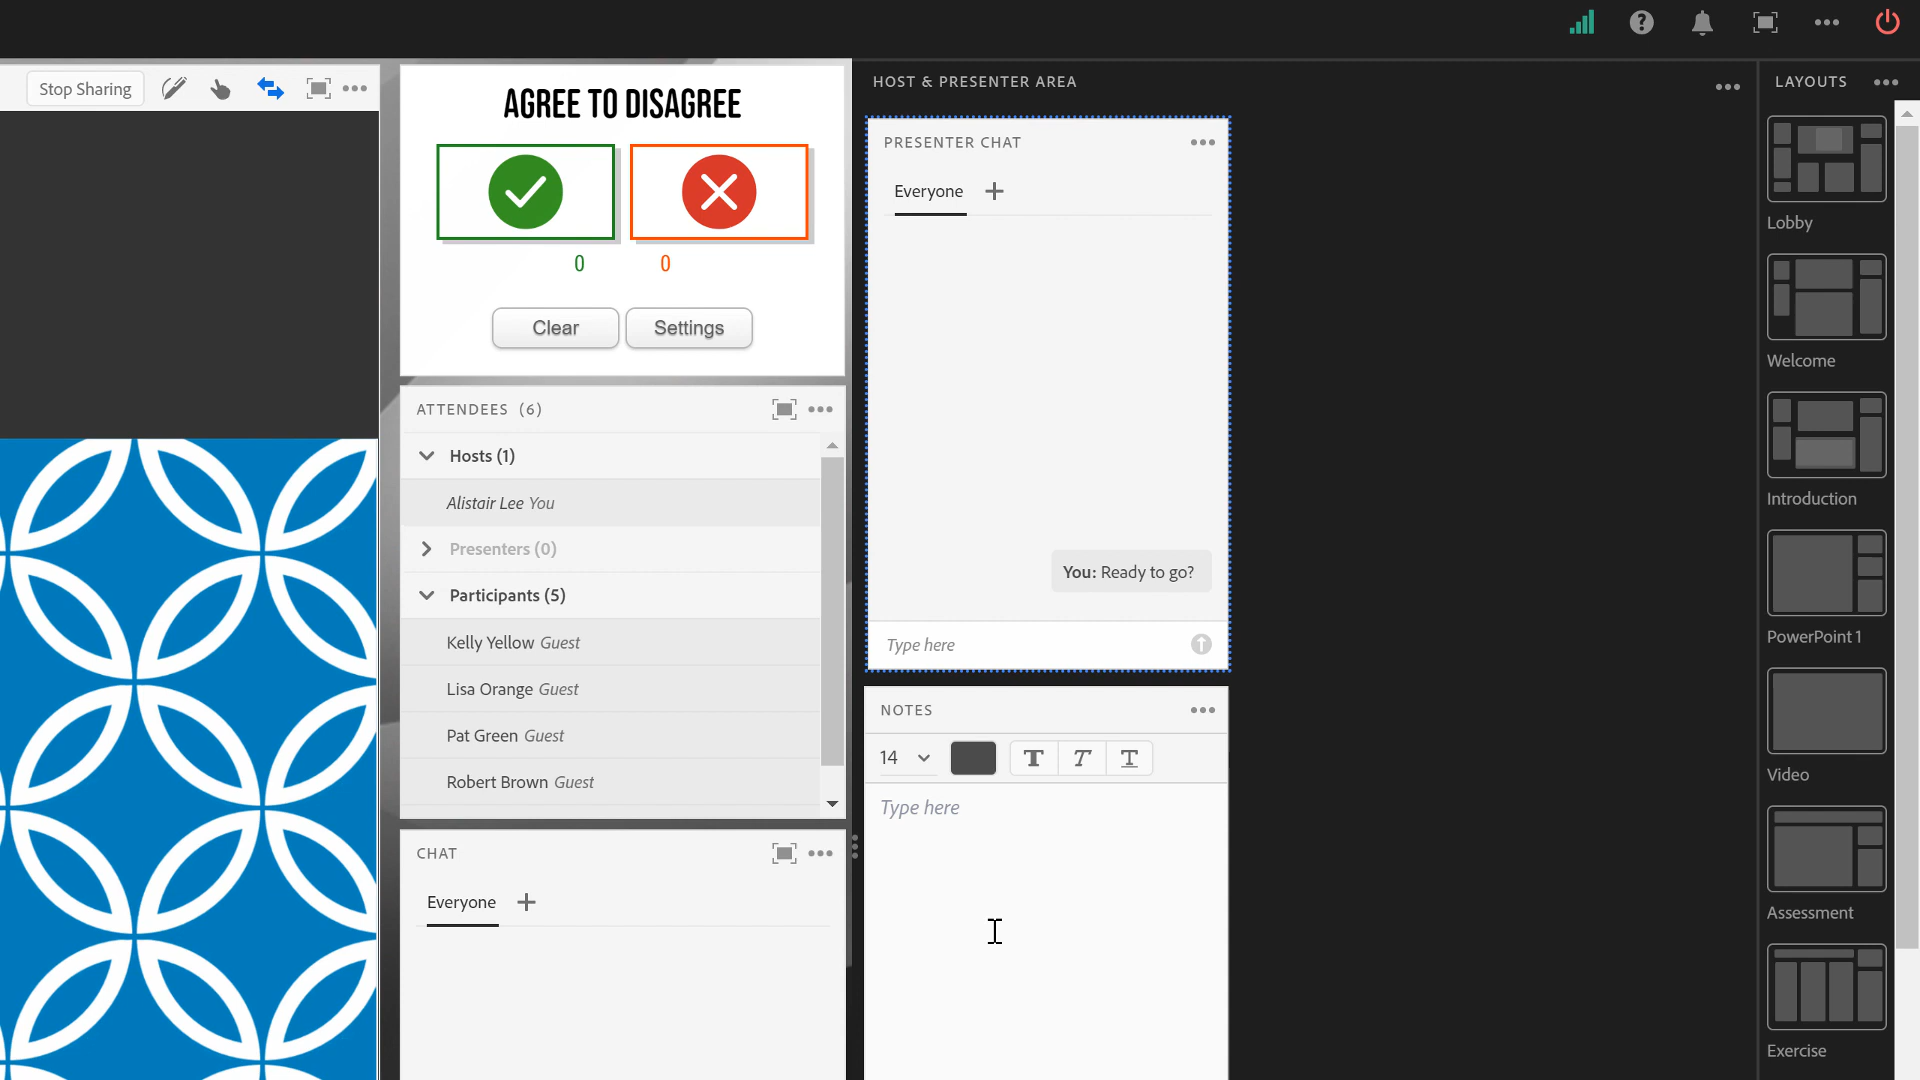 Stop Sharing
AGREE TO DISAGREE
0
0
Clear
Settings
ATTENDEES (6)
Hosts (1)
Alistair Lee You
Presenters (0)
Participants (5)
Kelly Yellow Guest
Lisa Orange Guest
Pat Green Guest
Robert Brown Guest
CHAT
Everyone
HOST & PRESENTER AREA
PRESENTER CHAT
Everyone
You: Ready to go?
Type here
NOTES
14
T T T
Type here
LAYOUTS
Lobby
Welcome
Introduction
PowerPoint 1
Video
Assessment
Exercise